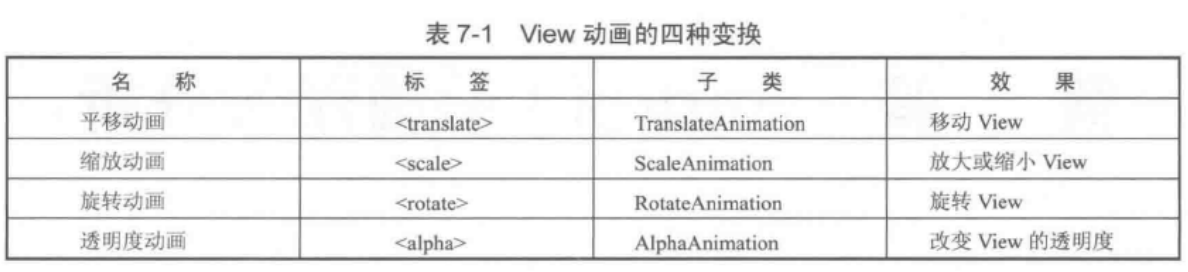 表 7-1 View 动画的四种变换
名 称 标 签 子 类 效 果
平移动画 <translate> TranslateAnimation 移动 View
缩放动画 <scale> ScaleAnimation 放大或缩小 View
旋转动画 <rotate> RotateAnimation 旋转 View
透明度动画 <alpha> AlphaAnimation 改变 View 的透明度